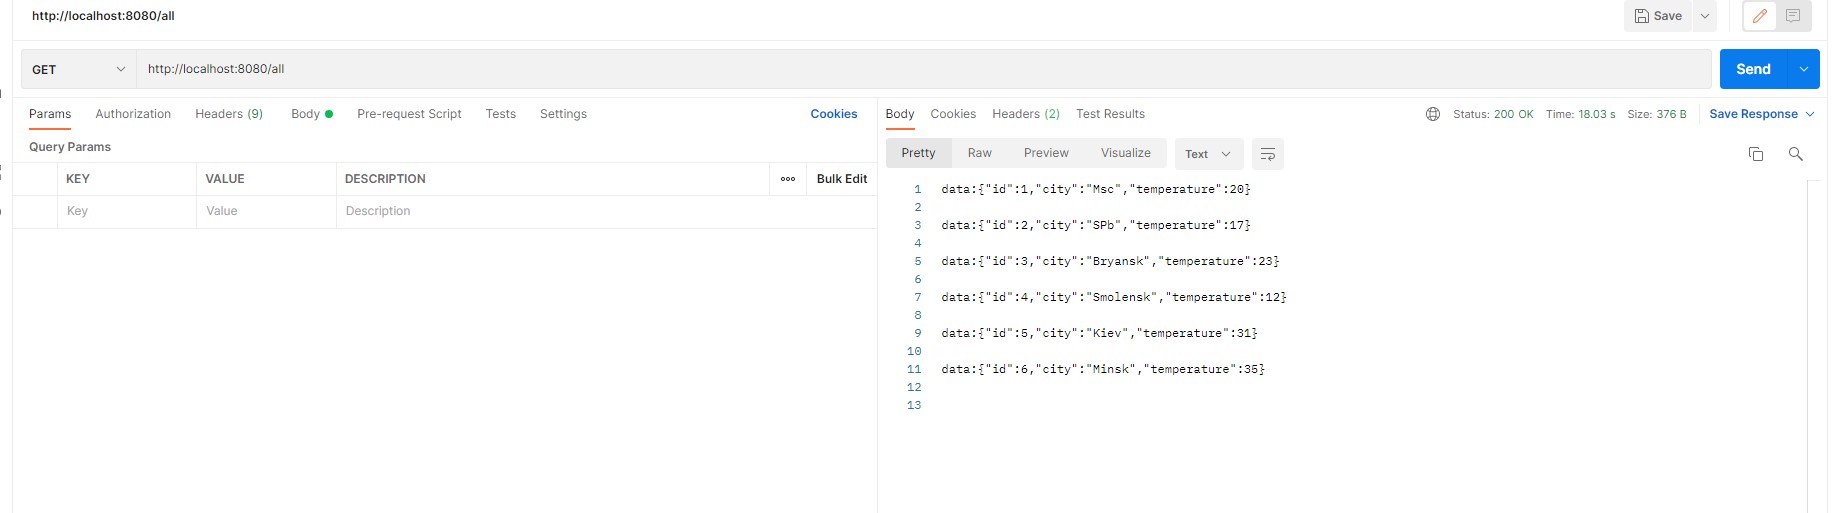 http://localhost:8080/all
Save
GET
http://localhost:8080/all
Send
Params Authorization Headers (9) Body Pre-request Script Tests Settings Cookies
Query Params
KEY VALUE DESCRIPTION ooo Bulk Edit
Key Value Description
Body Cookies Headers (2) Test Results Status: 200 OK Time: 18.03 s Size: 376 B Save Response
Pretty Raw Preview Visualize Text
1 data:{"id":1,"city":"Msc","temperature":20}
2
3 data:{"id":2,"city":"SPb","temperature":17}
4
5 data:{"id":3,"city":"Bryansk","temperature":23}
6
7 data:{"id":4,"city":"Smolensk","temperature":12}
8
9 data:{"id":5,"city":"Kiev","temperature":31}
10
11 data:{"id":6,"city":"Minsk","temperature":35}
12
13